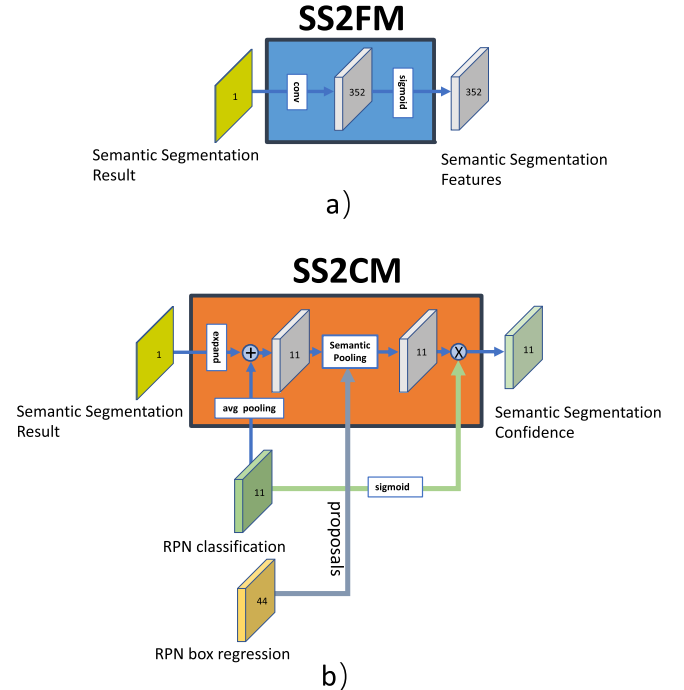 SS2FM
1
conv
352
sigmoid
352
Semantic Segmentation
Result
Semantic Segmentation
Features
a)
SS2CM
1
expand
+
11
Semantic
Pooling
11
X
11
avg pooling
Semantic Segmentation
Result
Semantic Segmentation
Confidence
11
sigmoid
RPN classification
proposals
44
RPN box regression
b)